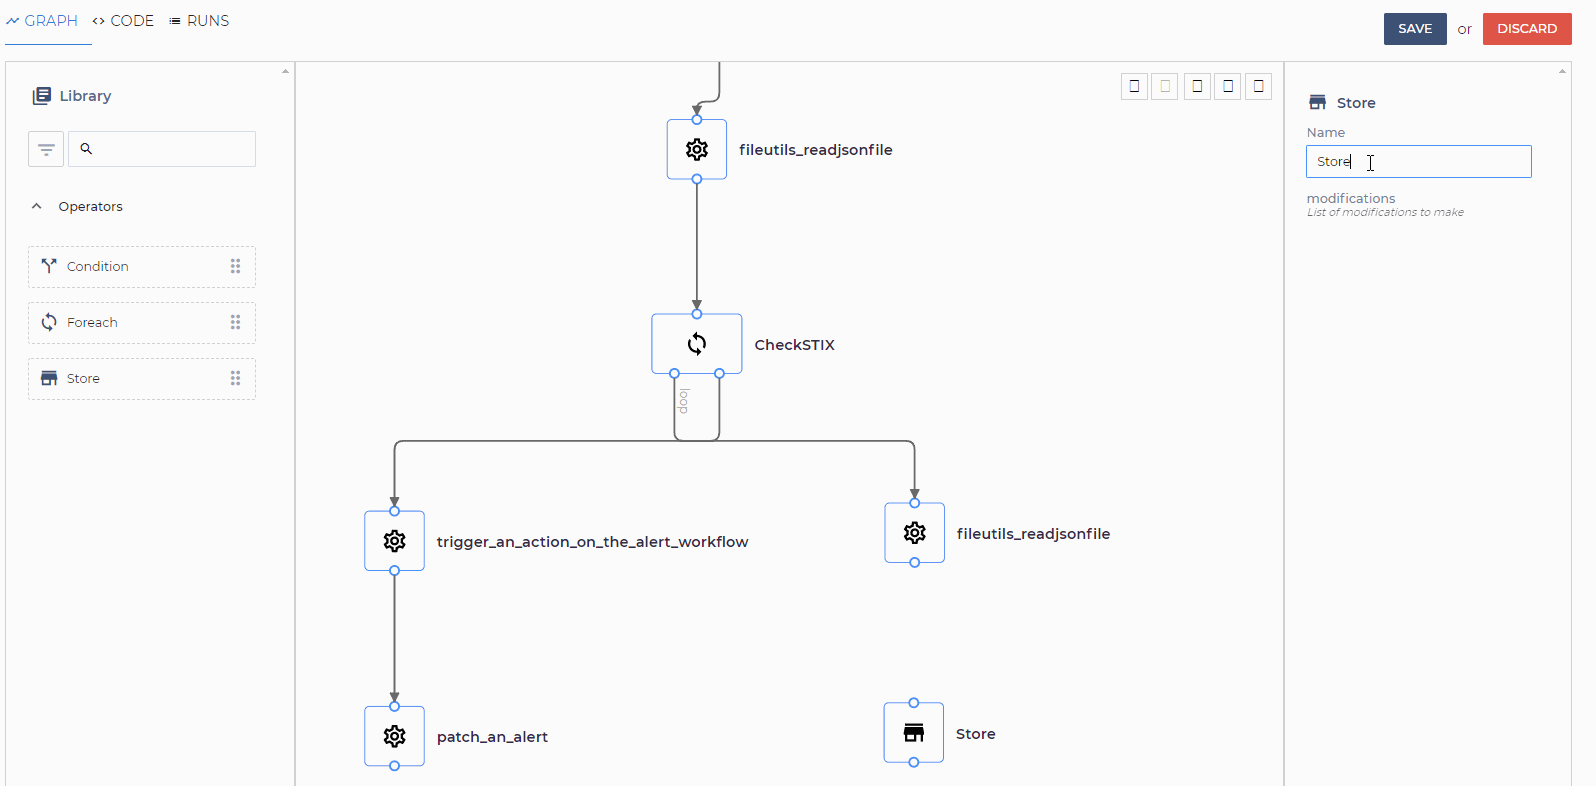 GRAPH
CODE
RUNS
SAVE
or
DISCARD
Library
Operators
Condition
Foreach
Store
fileutils_readjsonfile
CheckSTIX
loop
trigger_an_action_on_the_alert_workflow
fileutils_readjsonfile
patch_an_alert
Store
Store
Name
Store
modifications
List of modifications to make